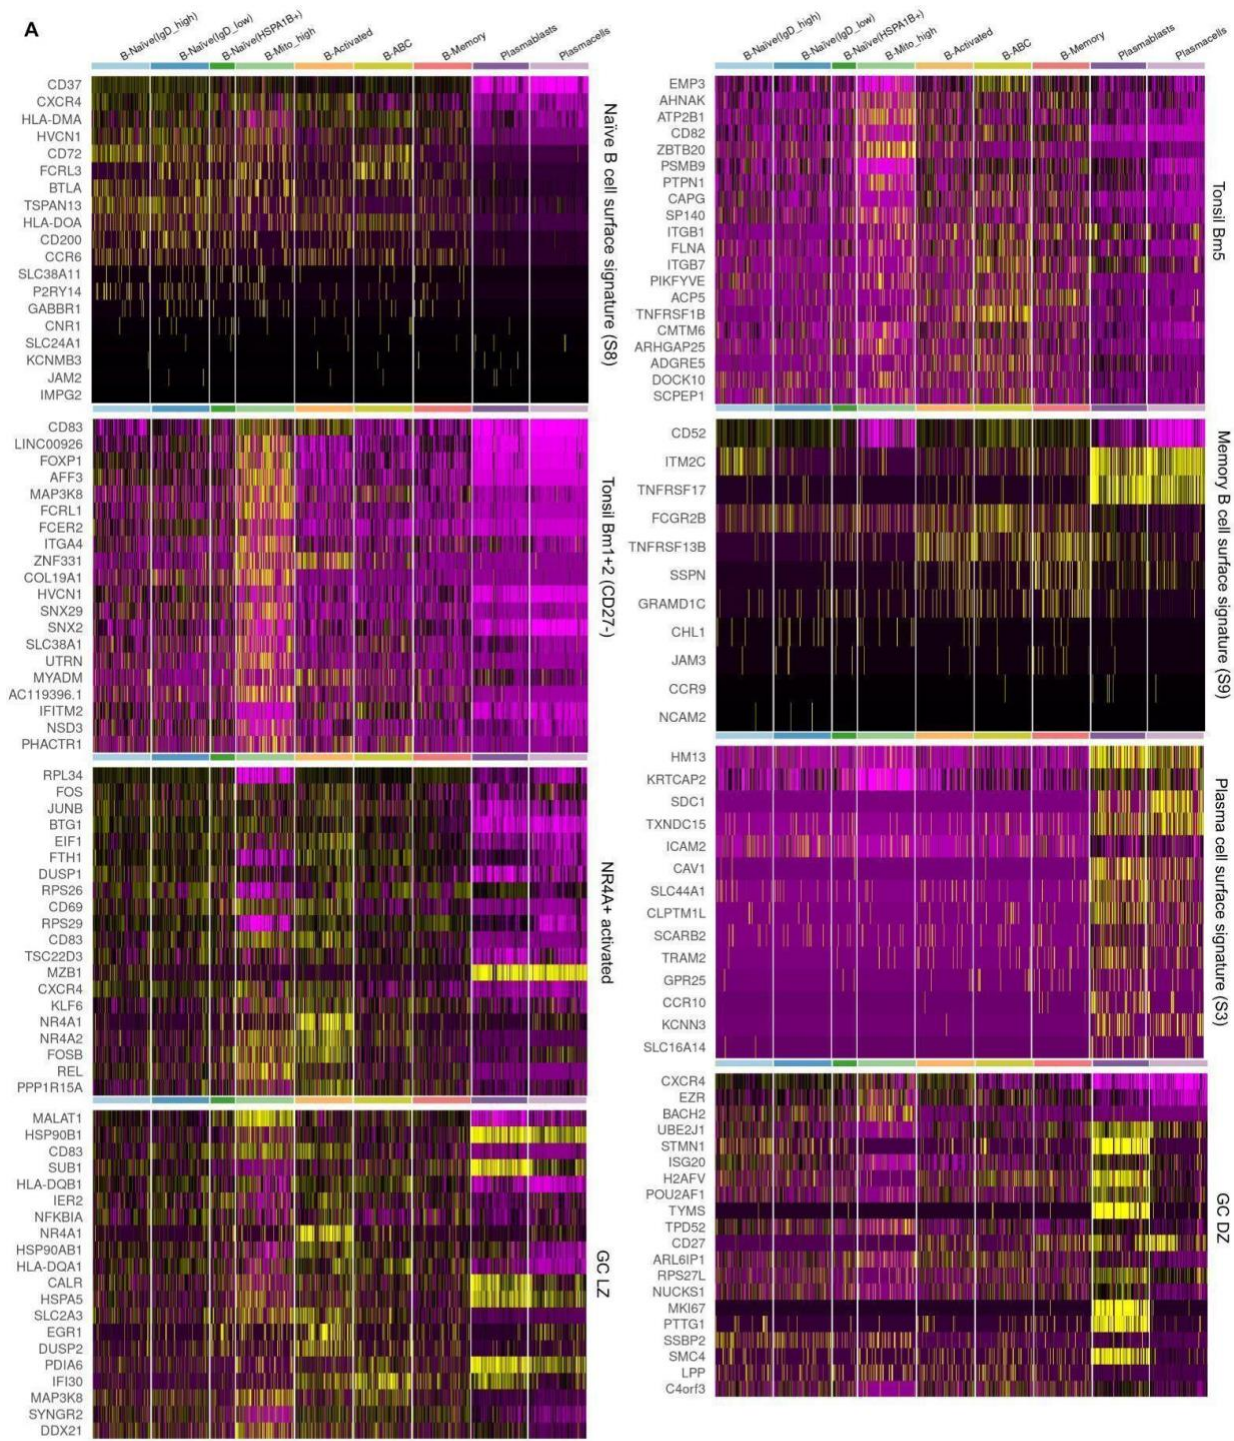 A
B-Naïve(IgD_high)
B-Naïve(IgD_low)
B-Naïve(HSPA1B+)
B-Mito_high
B-Activated
B-ABC
B-Memory
Plasmablasts
Plasmacells
CD37
CXCR4
HLA-DMA
HVCN1
CD72
FCRL3
BTLA
TSPAN13
HLA-DOA
CD200
CCR6
SLC38A11
P2RY14
GABBR1
CNR1
SLC24A1
KCNMB3
JAM2
IMPG2
Naïve B cell surface signature (S8)
CD83
LINC00926
FOXP1
AFF3
MAP3K8
FCRL1
FCER2
ITGA4
ZNF331
COL19A1
HVCN1
SNX29
SNX2
SLC38A1
UTRN
MYADM
AC119396.1
IFITM2
NSD3
PHACTR1
Tonsil Bm1+2 (CD27-)
RPL34
FOS
JUNB
BTG1
EIF1
FTH1
DUSP1
RPS26
CD69
RPS29
CD83
TSC22D3
MZB1
CXCR4
KLF6
NR4A1
NR4A2
FOSB
REL
PPP1R15A
NR4A+ activated
MALAT1
HSP90B1
CD83
SUB1
HLA-DQB1
IER2
NFKBIA
NR4A1
HSP90AB1
HLA-DQA1
CALR
HSPA5
SLC2A3
EGR1
DUSP2
PDIA6
IFI30
MAP3K8
SYNGR2
DDX21
GC LZ
B-Naïve(IgD_high)
B-Naïve(IgD_low)
B-Naïve(HSPA1B+)
B-Mito_high
B-Activated
B-ABC
B-Memory
Plasmablasts
Plasmacells
EMP3
AHNAK
ATP2B1
CD82
ZBTB20
PSMB9
PTPN1
CAPG
SP140
ITGB1
FLNA
ITGB7
PIKFYVE
ACP5
TNFRSF1B
CMTM6
ARHGAP25
ADGRE5
DOCK10
SCPEP1
Tonsil Bm5
CD52
ITM2C
TNFRSF17
FCGR2B
TNFRSF13B
SSPN
GRAMD1C
CHL1
JAM3
CCR9
NCAM2
Memory B cell surface signature (S9)
HM13
KRTCAP2
SDC1
TXNDC15
ICAM2
CAV1
SLC44A1
CLPTM1L
SCARB2
TRAM2
GPR25
CCR10
KCNN3
SLC16A14
Plasma cell surface signature (S3)
CXCR4
EZR
BACH2
UBE2J1
STMN1
ISG20
H2AFV
POU2AF1
TYMS
TPD52
CD27
ARL6IP1
RPS27L
NUCKS1
MKI67
PTTG1
SSBP2
SMC4
LPP
C4orf3
GC DZ